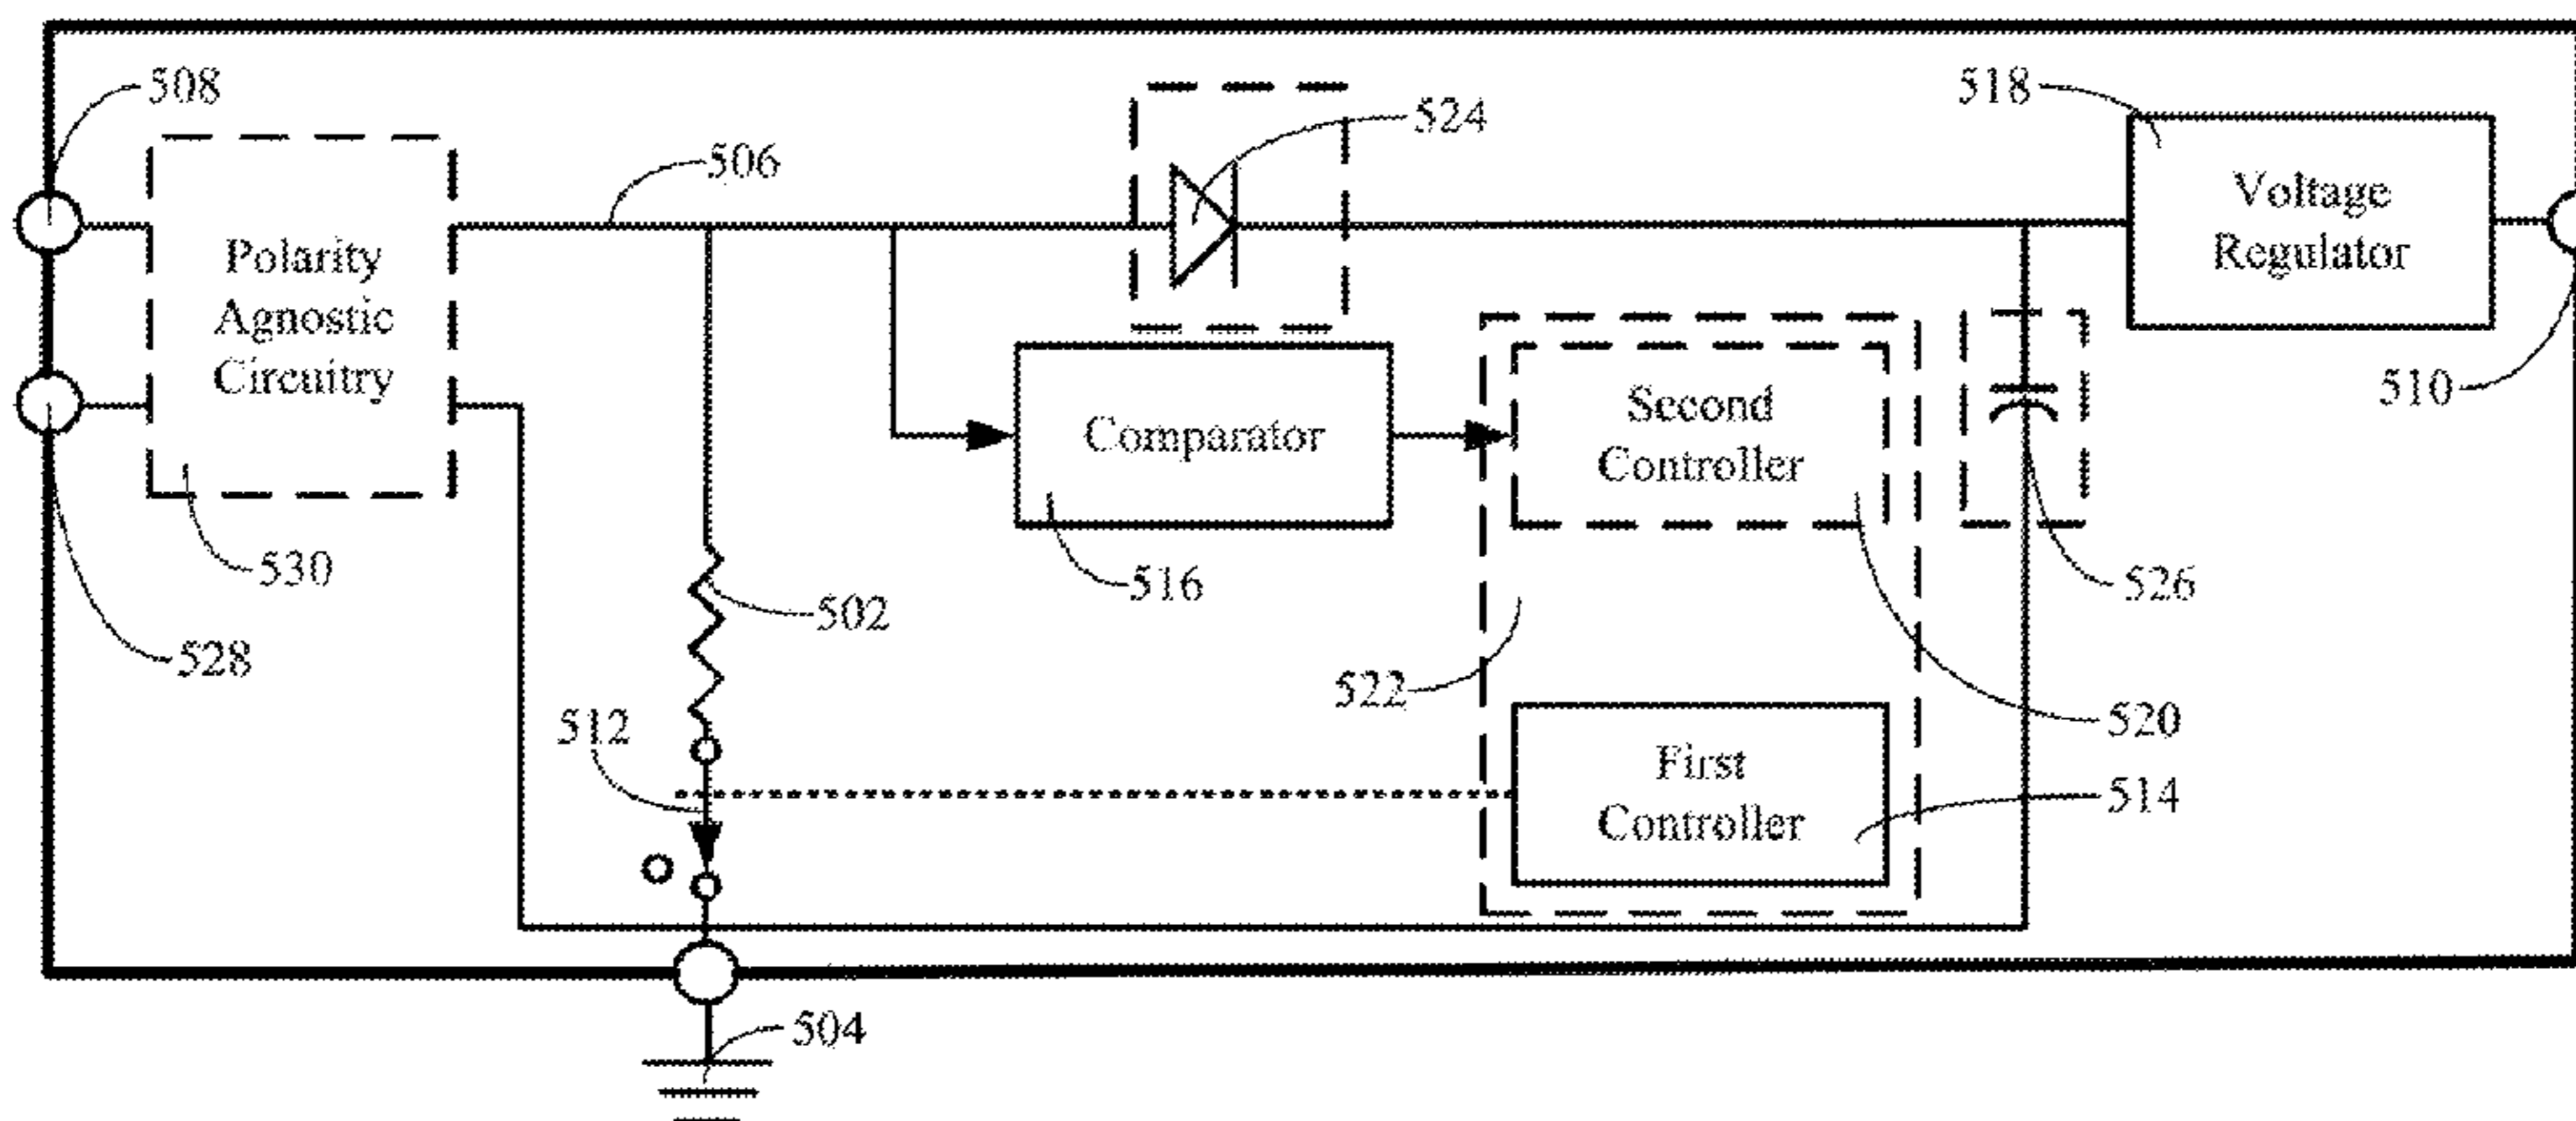 508
518
524
506
Voltage
Regulator
Polarity
Agnostic
Circuitry
510
Comparator
Second
Controller
530
516
526
502
528
522
520
512
First
Controller
514
504